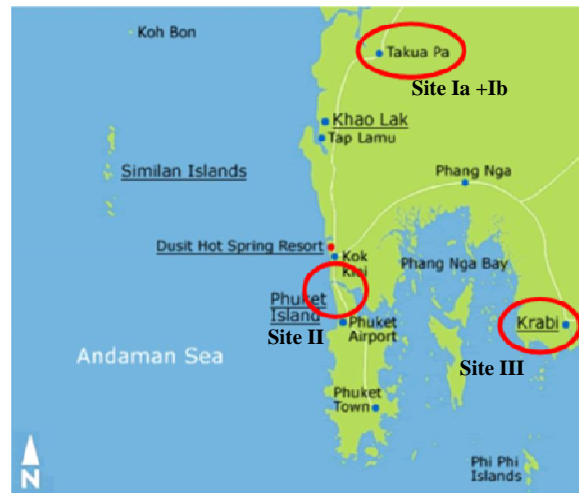 Koh Bon
Takua Pa
Site Ia +Ib
Khao Lak
Tap Lamu
Similan Islands
Phang Nga
Dusit Hot Spring Resort
Kok
Kloi
Phang Nga Bay
Phuket
Island
Site II
Phuket
Airport
Krabi
Site III
Andaman Sea
Phuket
Town
Phi Phi
Islands
N